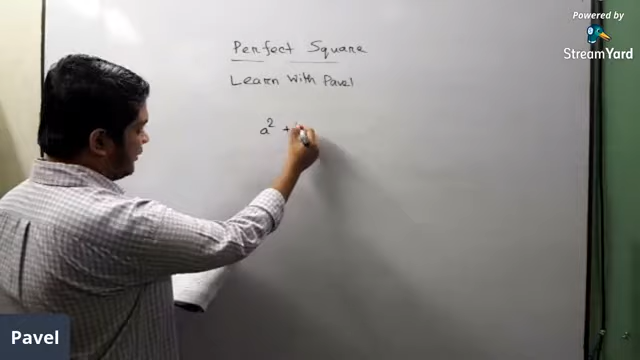 Powered by
StreamYard
Perfect Square
Learn With Pavel
a² +
Pavel